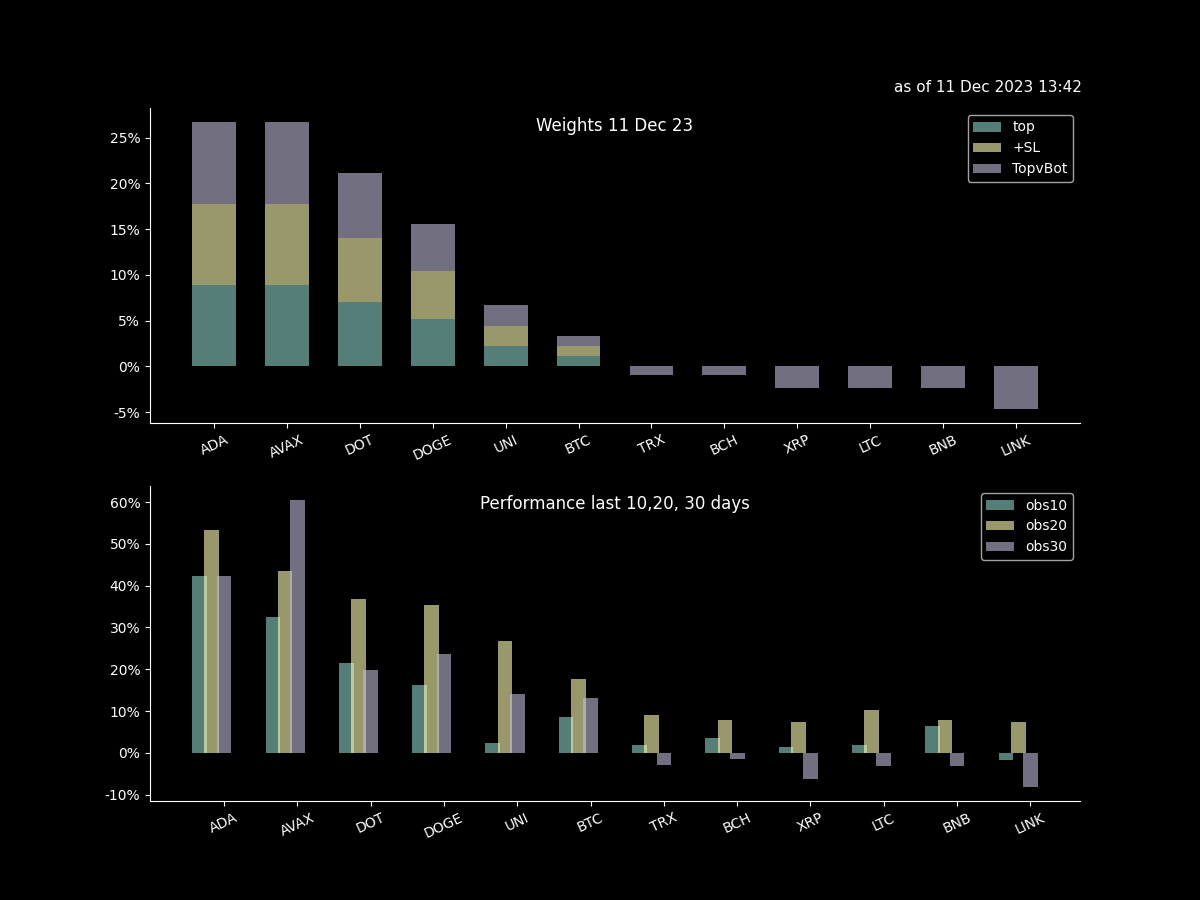 as of 11 Dec 2023 13:42
Weights 11 Dec 23
top
+SL
TopvBot
25%
20%
15%
10%
5%
0%
-5%
ADA AVAX DOT DOGE UNI BTC TRX BCH XRP LTC BNB LINK
Performance last 10,20, 30 days
obs10
obs20
obs30
60%
50%
40%
30%
20%
10%
0%
-10%
ADA AVAX DOT DOGE UNI BTC TRX BCH XRP LTC BNB LINK